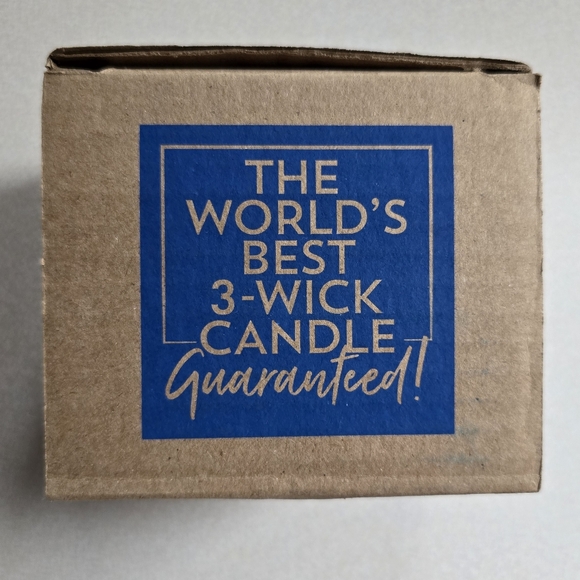 THE
WORLD'S
BEST
3-WICK
CANDLE
Guaranteed!